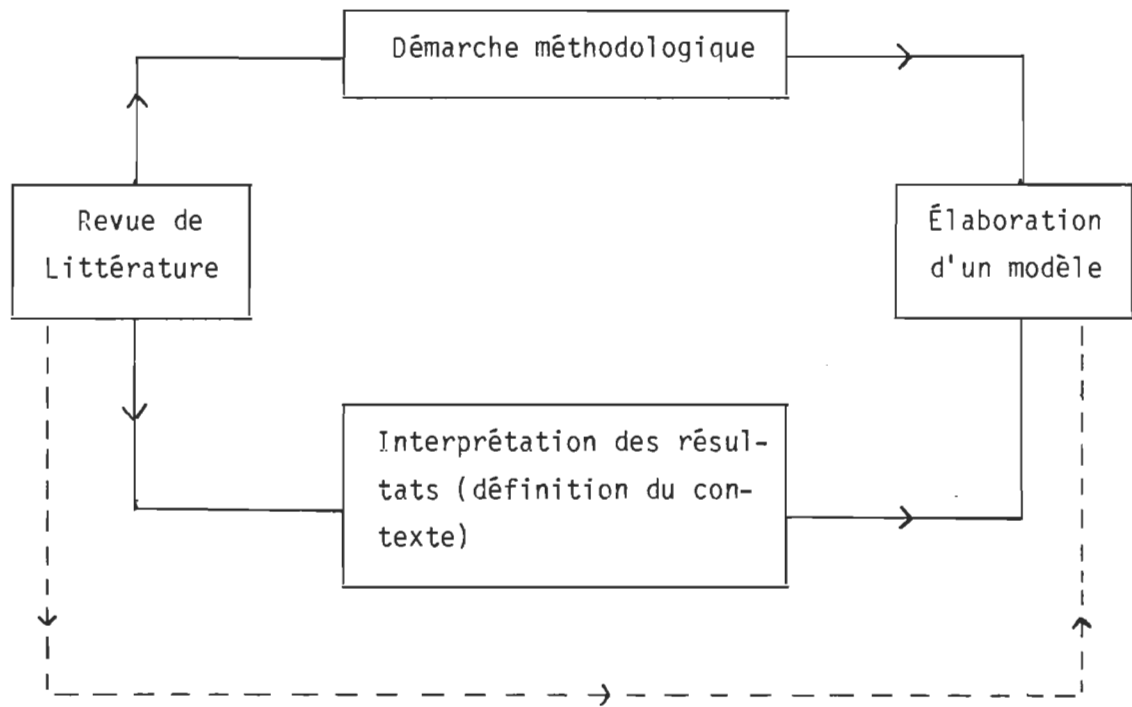 Démarche méthodologique
Revue de
Littérature
Élaboration
d'un modèle
Interprétation des résul-
tats (définition du con-
texte)